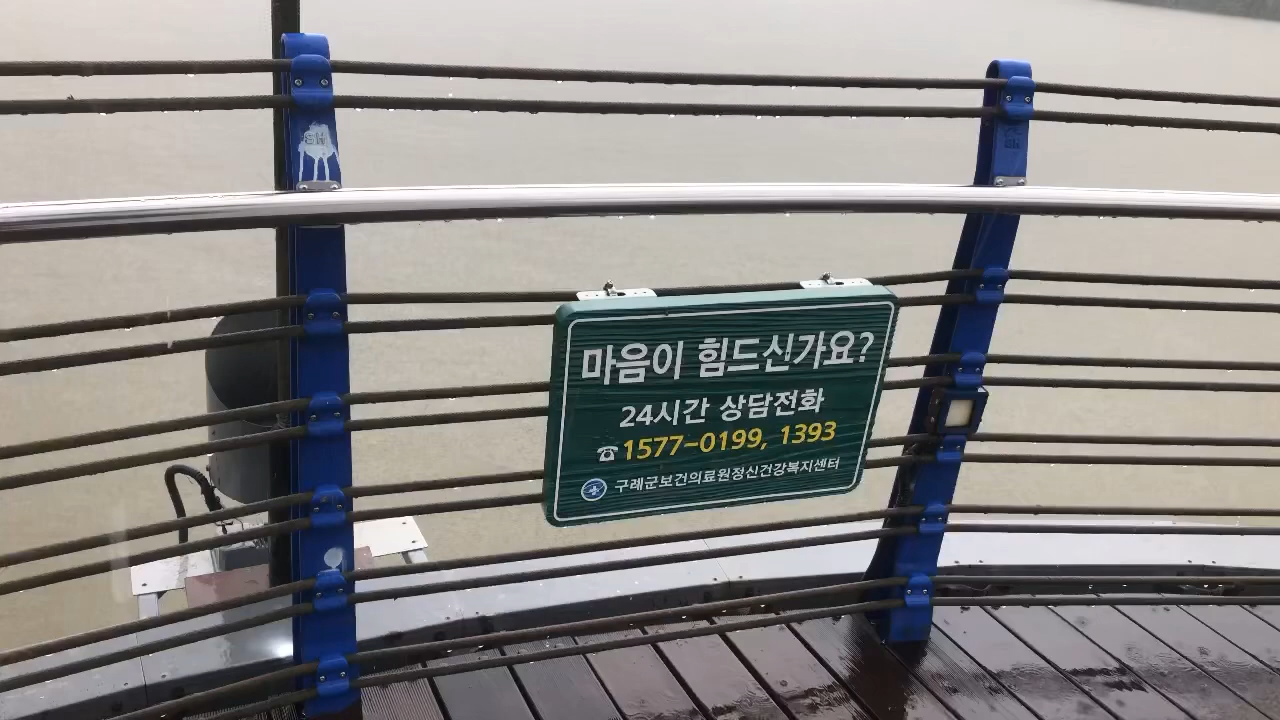 마음이 힘드신가요?
24시간 상담전화
☎1577-0199, 1393
구례군보건의료원정신건강복지센터